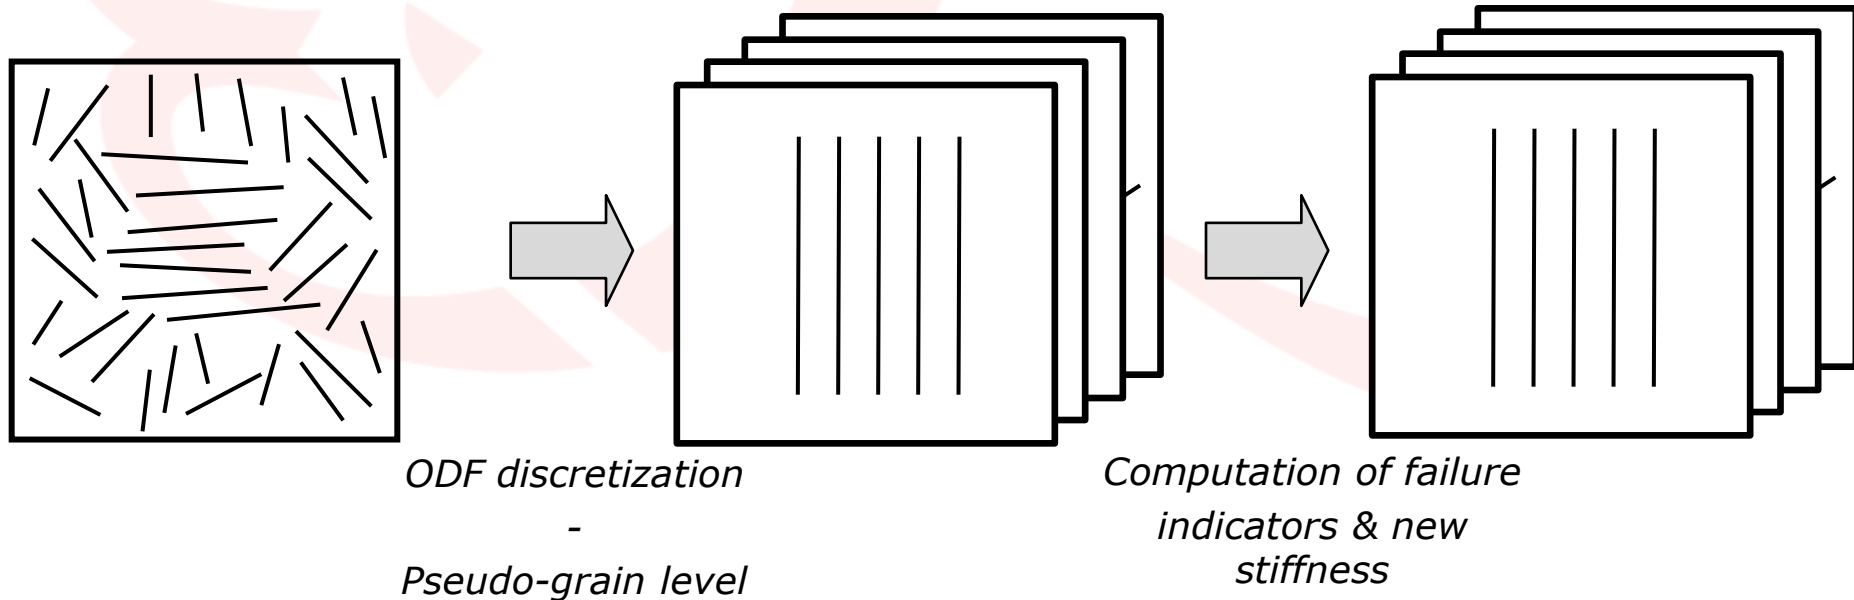 ODF discretization
-
Pseudo-grain level
Computation of failure
indicators & new
stiffness